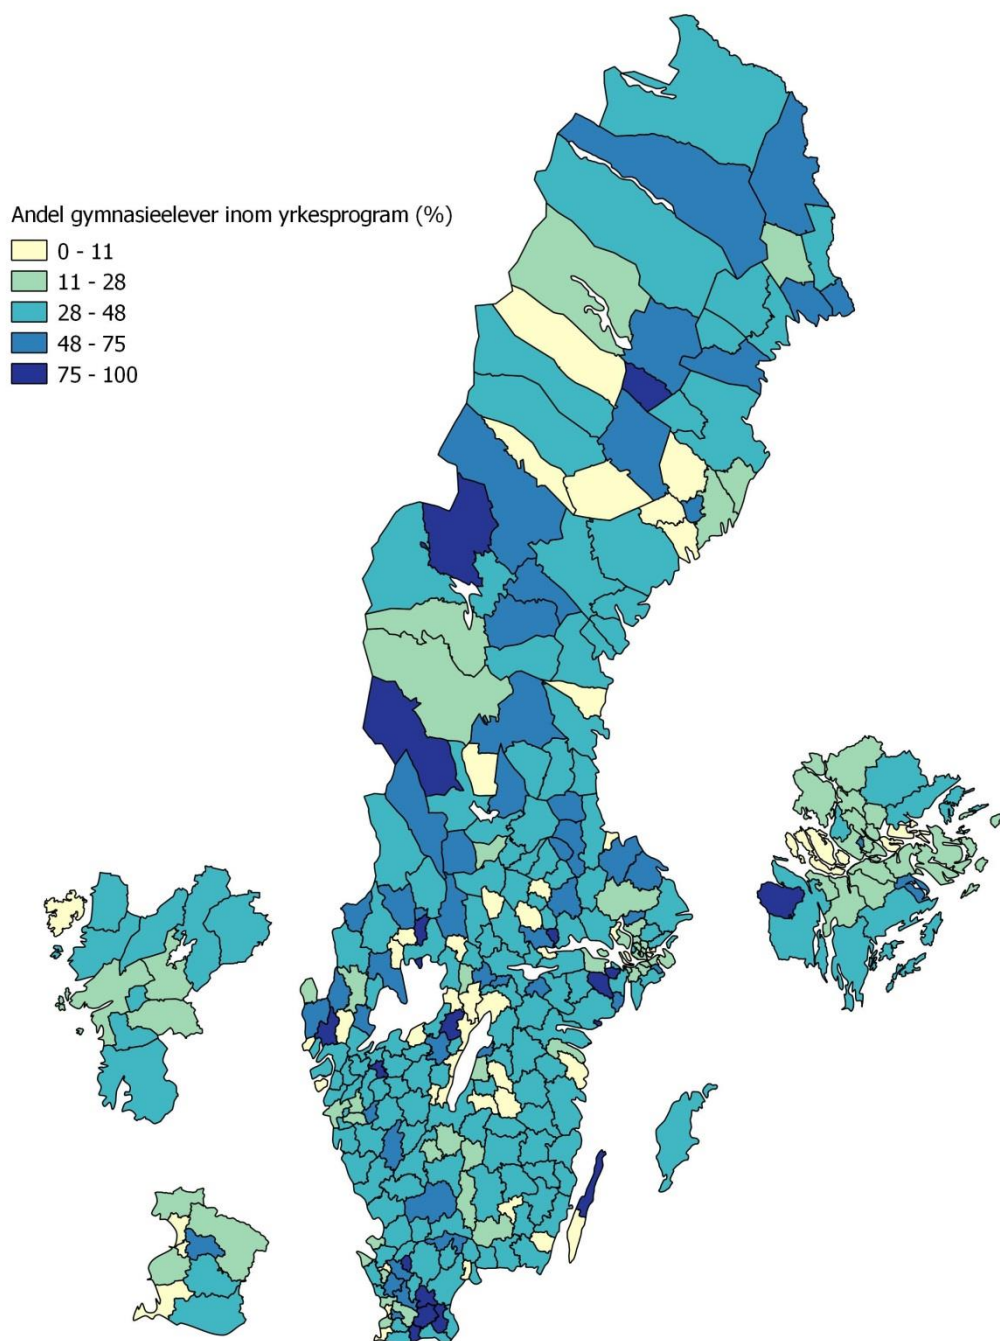 Andel gymnasieelever inom yrkesprogram (%)
0 - 11
11 - 28
28 - 48
48 - 75
75 - 100